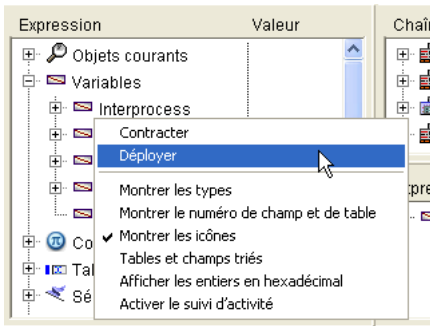 Expression Valeur Chaîn
Objets courants
Variables
Interprocess
Contracter
Déployer
Montrer les types
Montrer le numéro de champ et de table
Montrer les icônes
Tables et champs triés
Afficher les entiers en hexadécimal
Activer le suivi d'activité
Co
Tal
Sé
xpre